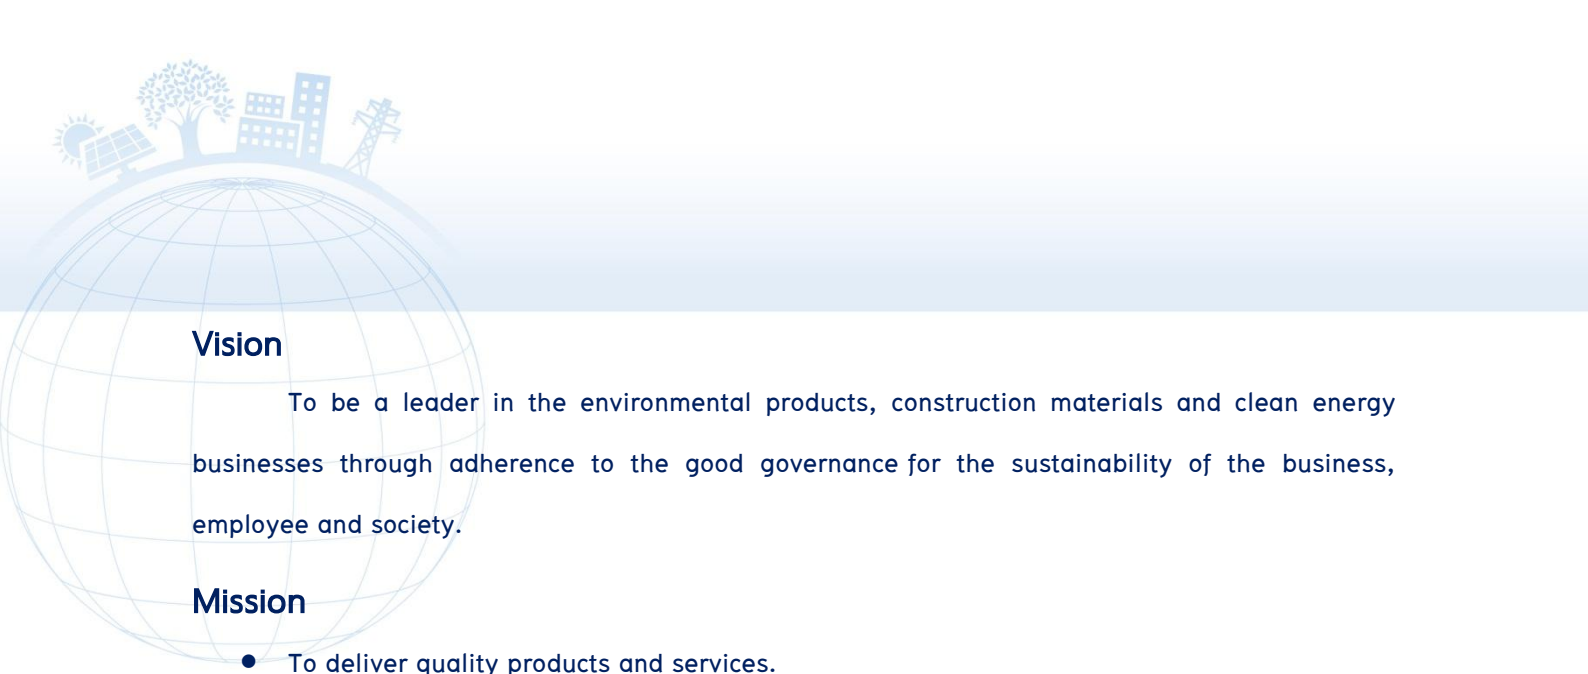 Vision
To be a leader in the environmental products, construction materials and clean energy
businesses through adherence to the good governance for the sustainability of the business,
employee and society.
Mission
● To deliver quality products and services.